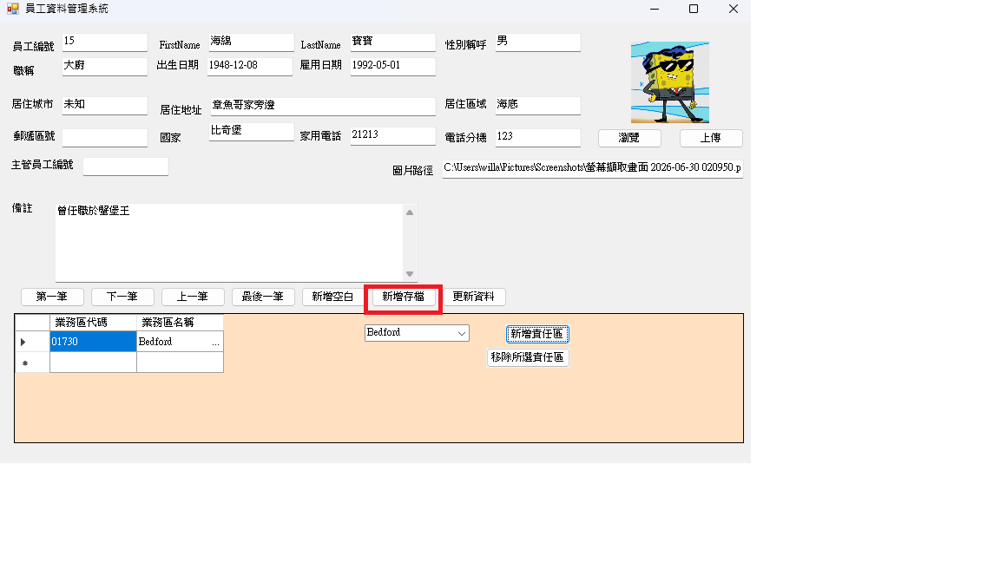 員工資料管理系統
員工編號 15 FirstName 海綿 LastName 寶寶 性別稱呼 男
職稱 大廚 出生日期 1948-12-08 雇用日期 1992-05-01
居住城市 未知 居住地址 章魚哥家旁邊 居住區域 海底
郵遞區號 國家 比奇堡 家用電話 21213 電話分機 123 瀏覽 上傳
主管員工編號 圖片路徑 C:\Users\willa\Pictures\Screenshots\螢幕擷取畫面 2026-06-30 020950.p
備註 曾任職於蟹堡王
第一筆 下一筆 上一筆 最後一筆 新增空白 新增存檔 更新資料
業務區代碼 業務區名稱
01730 Bedford ...
Bedford 新增責任區
移除所選責任區